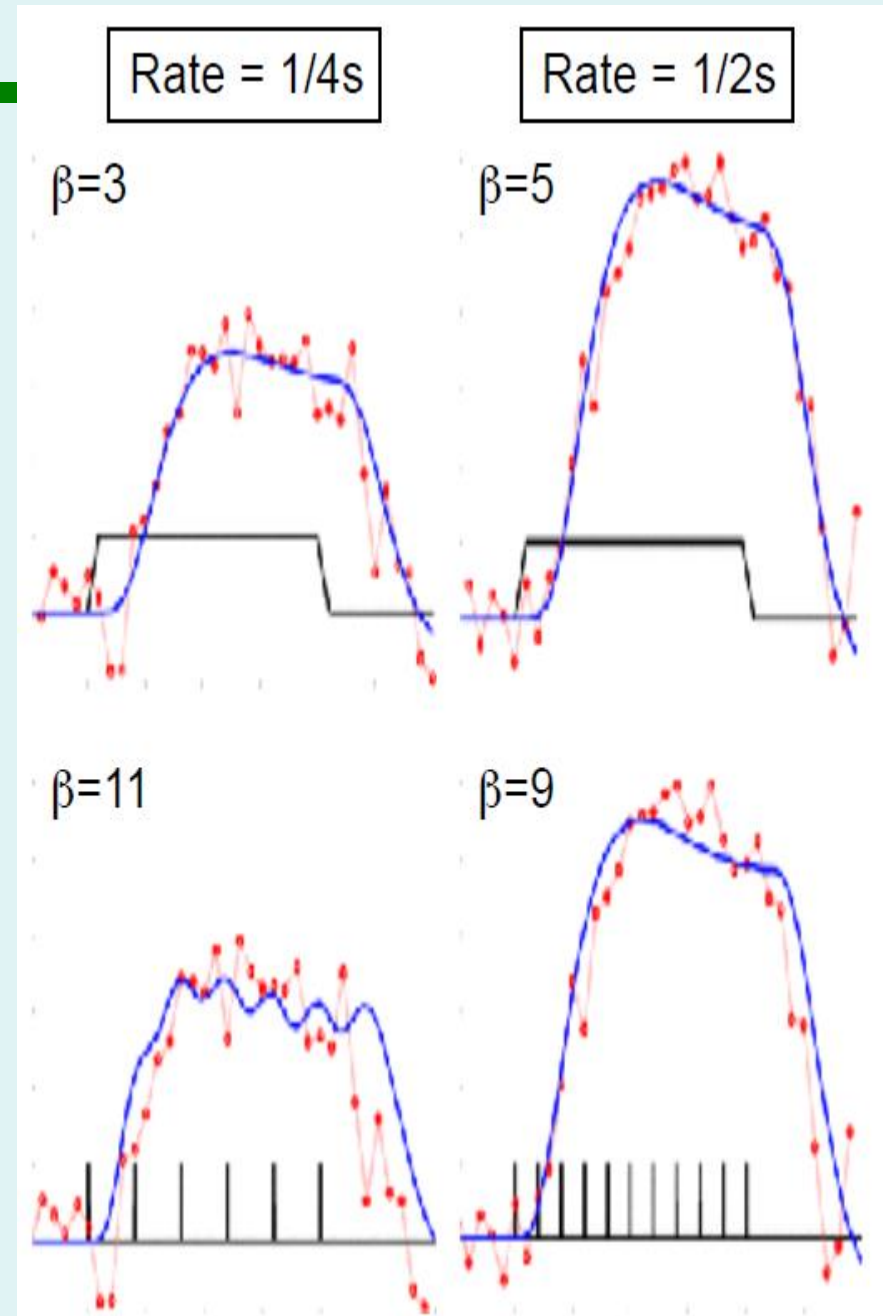 Rate = 1/4s
Rate = 1/2s
β=3
β=5
β=11
β=9